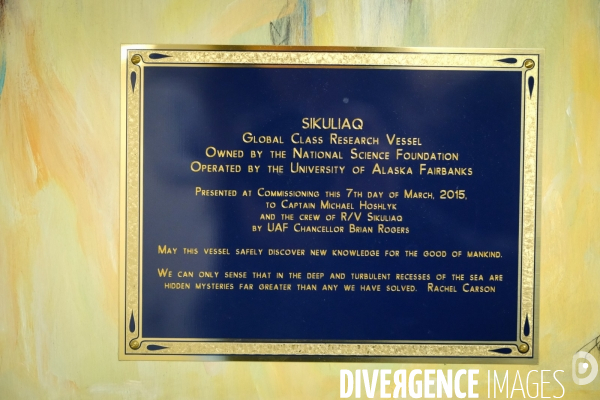 SIKULIAQ
GLOBAL CLASS RESEARCH VESSEL
OWNED BY THE NATIONAL SCIENCE FOUNDATION
OPERATED BY THE UNIVERSITY OF ALASKA FAIRBANKS
PRESENTED AT COMMISSIONING THIS 7TH DAY OF MARCH, 2015,
TO CAPTAIN MICHAEL HOSHLYK
AND THE CREW OF R/V SIKULIAQ
BY UAF CHANCELLOR BRIAN ROGERS
MAY THIS VESSEL SAFELY DISCOVER NEW KNOWLEDGE FOR THE GOOD OF MANKIND.
WE CAN ONLY SENSE THAT IN THE DEEP AND TURBULENT RECESSES OF THE SEA ARE
HIDDEN MYSTERIES FAR GREATER THAN ANY WE HAVE SOLVED. RACHEL CARSON
DIVERGENCE IMAGES